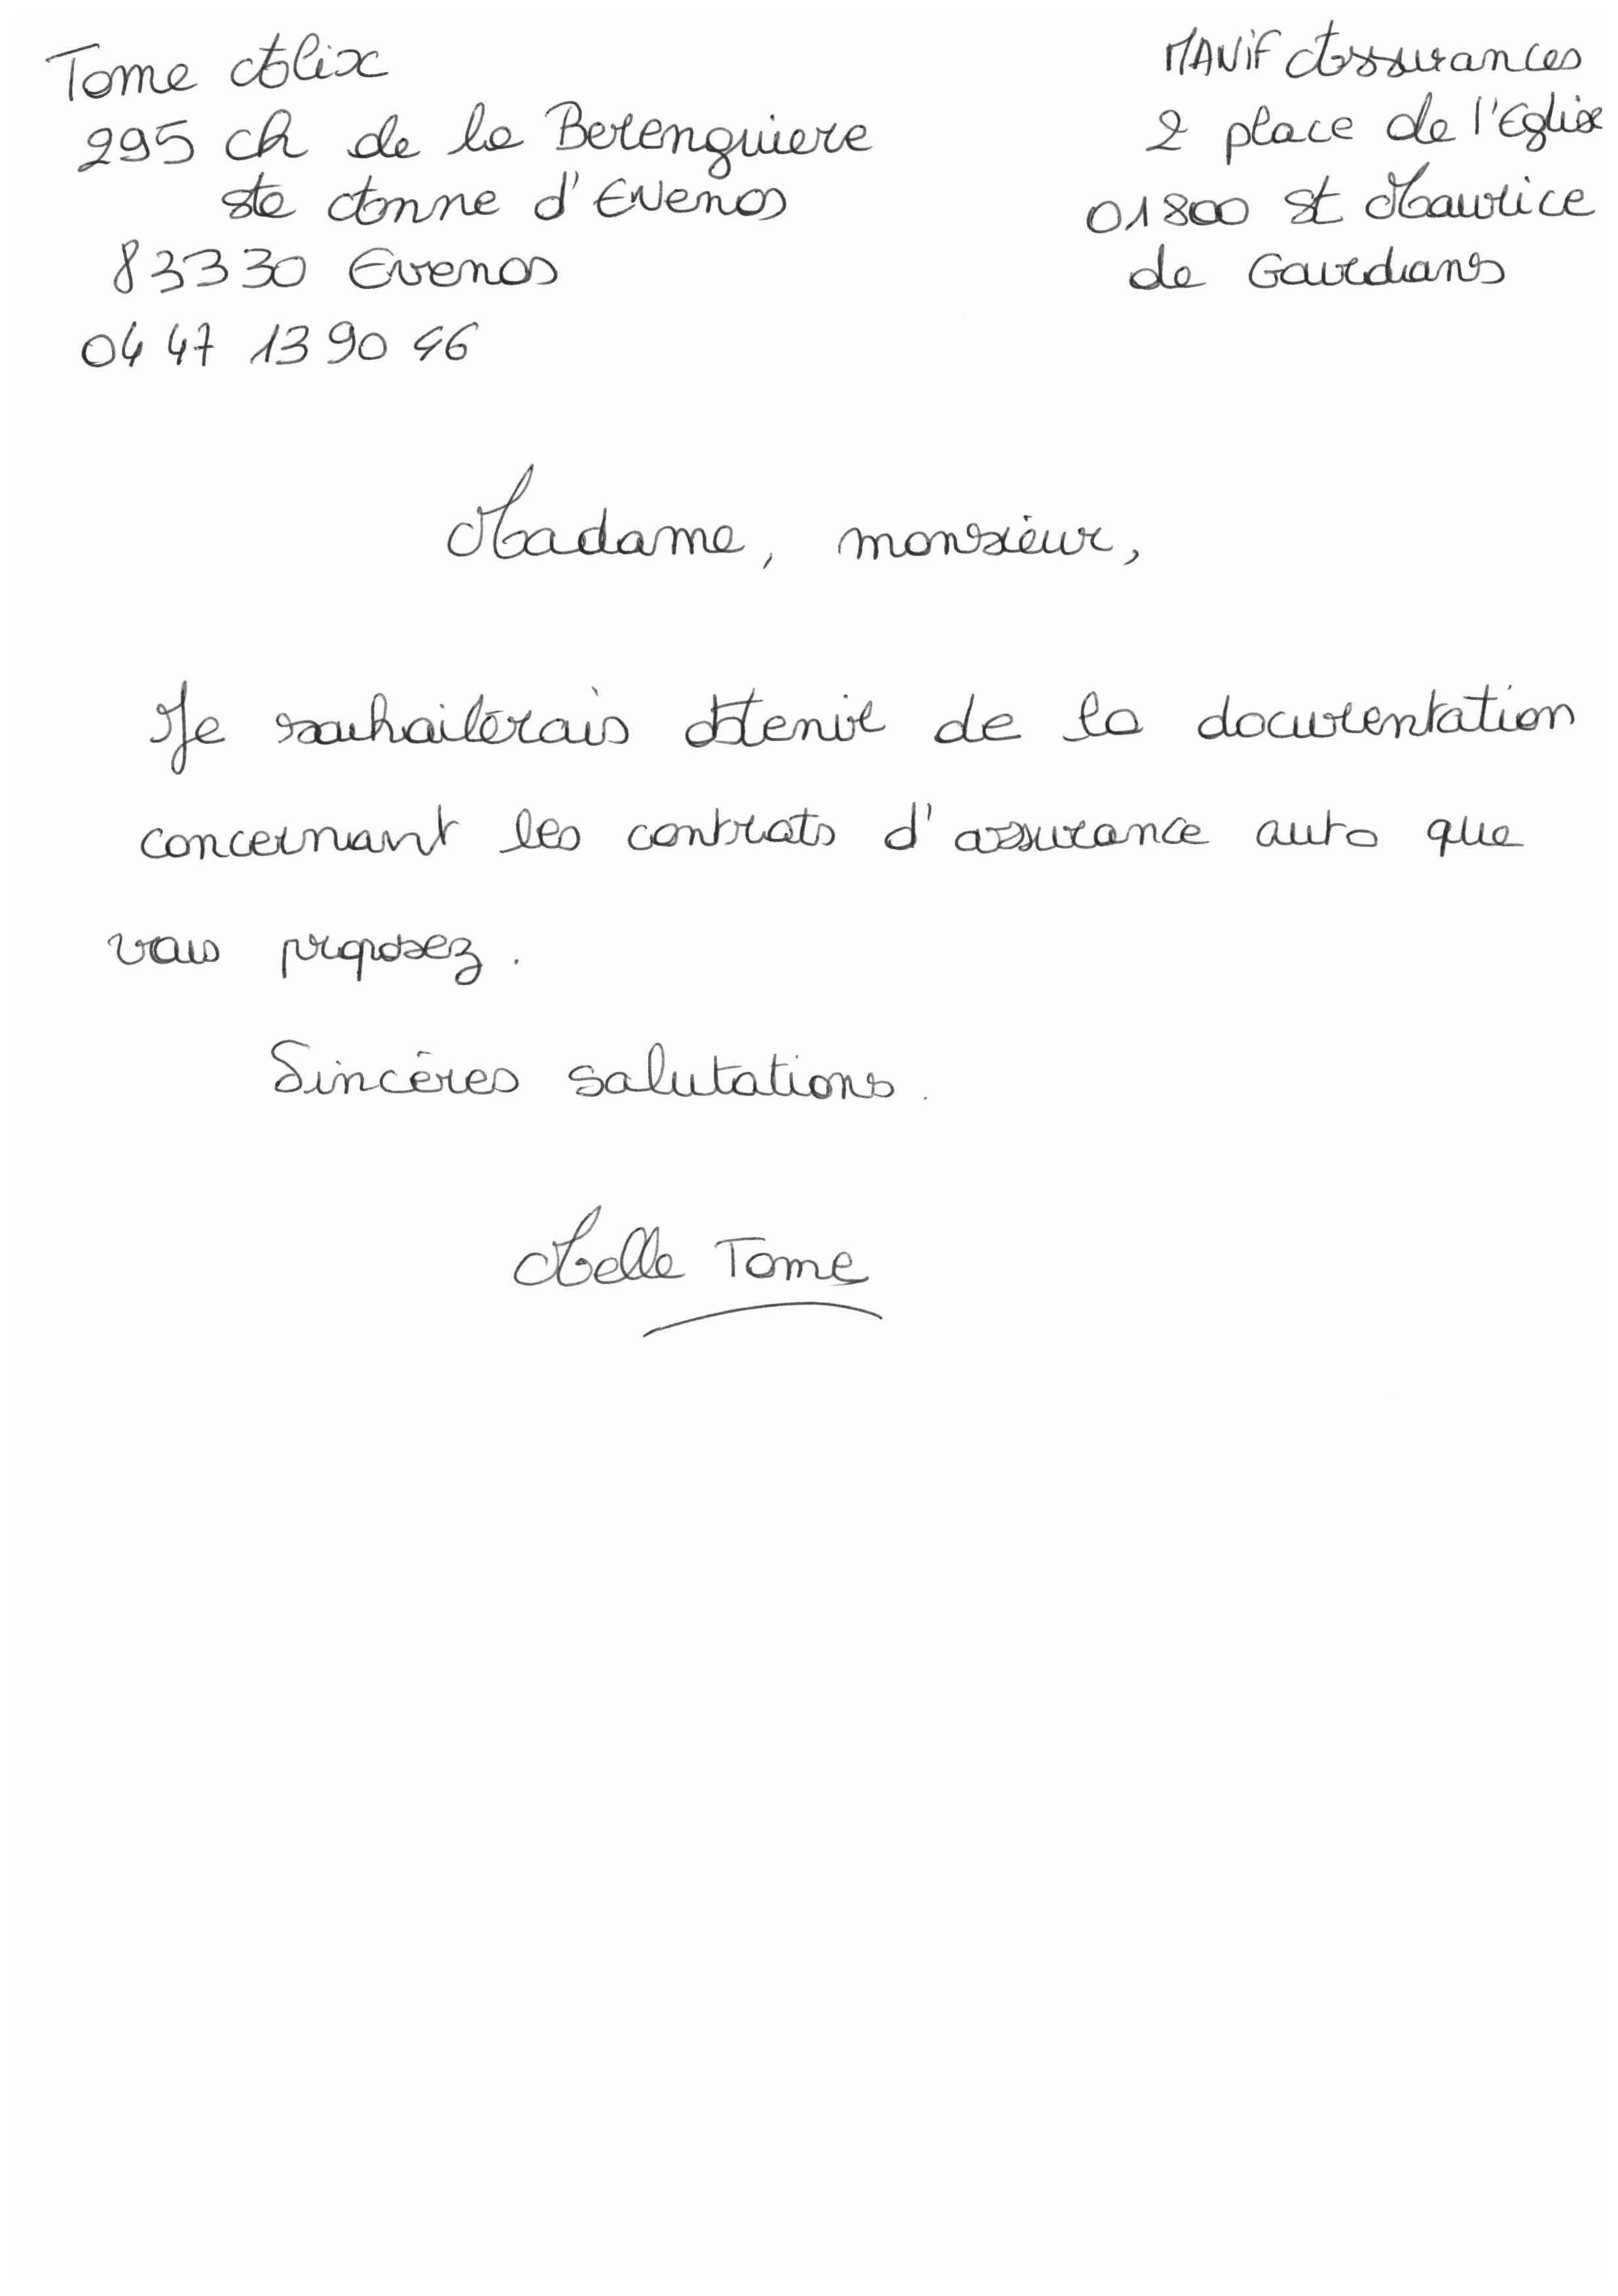 Tome Alix
295 ch de la Berenguiere
ste Anne d'Evenos
83330 Evenos
04 47 13 90 46
MANiF Assurances
2 place de l'Eglise
01800 St Maurice
de Gourdans
Madame, monsieur,
Je souhaiterais obtenir de la documentation
concernant les contrats d'assurance auto que
vous proposez.
Sincères salutations.
Melle Tome